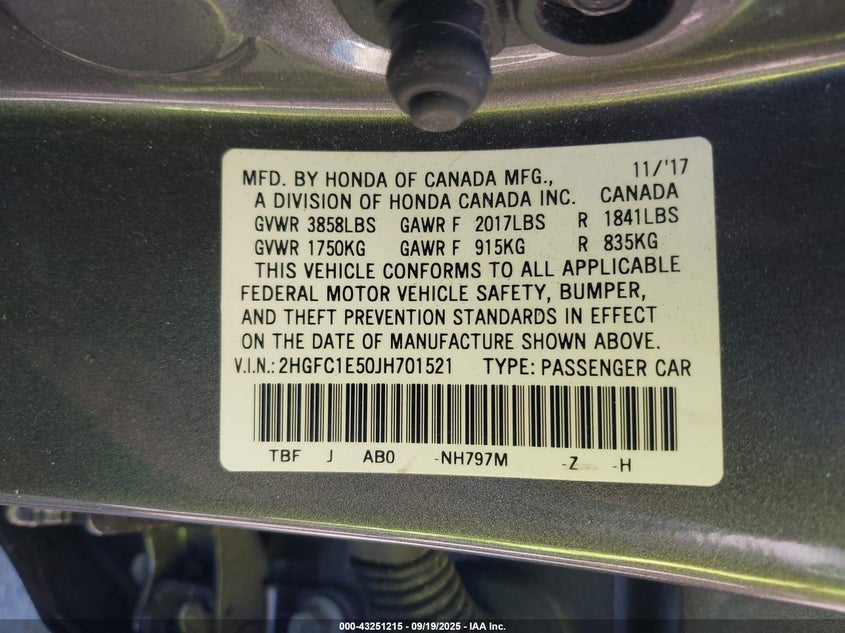 MFD. BY HONDA OF CANADA MFG., 11/'17
A DIVISION OF HONDA CANADA INC. CANADA
GVWR 3858LBS GAWR F 2017LBS R 1841LBS
GVWR 1750KG GAWR F 915KG R 835KG
THIS VEHICLE CONFORMS TO ALL APPLICABLE
FEDERAL MOTOR VEHICLE SAFETY, BUMPER,
AND THEFT PREVENTION STANDARDS IN EFFECT
ON THE DATE OF MANUFACTURE SHOWN ABOVE.
V.I.N.: 2HGFC1E50JH701521 TYPE: PASSENGER CAR
TBF J AB0 -NH797M -Z -H
000-43251215 - 09/19/2025 - IAA Inc.